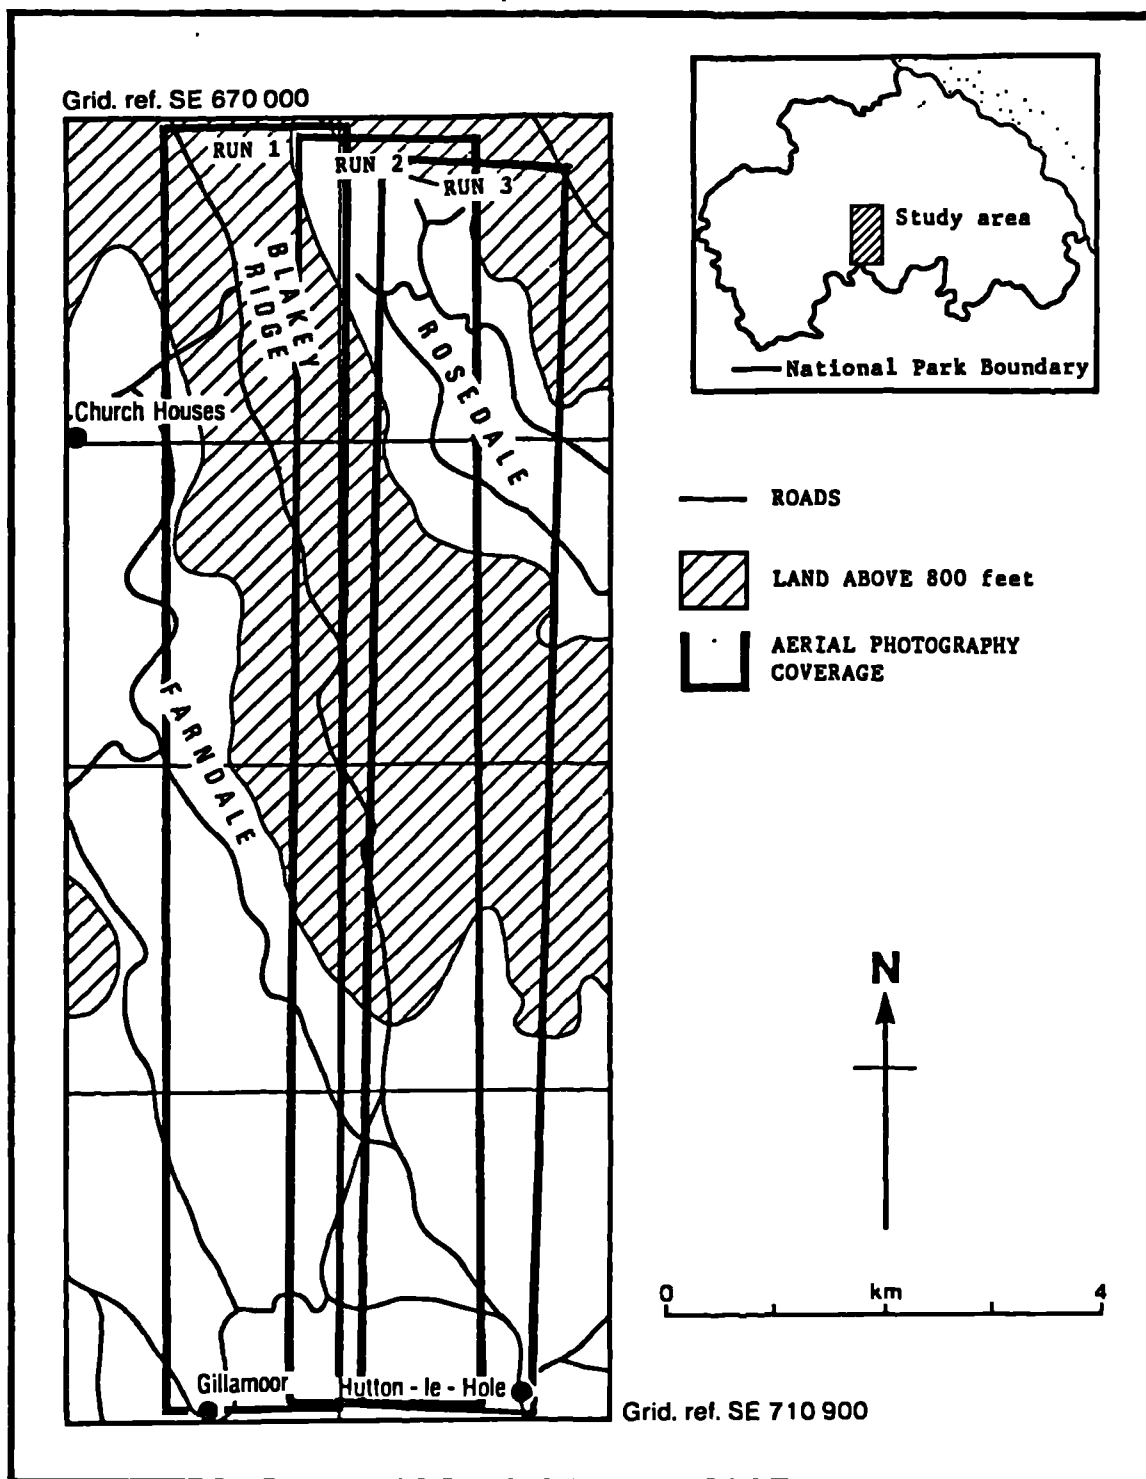 Grid. ref. SE 670 000
RUN 1
RUN 2
RUN 3
BLAKEY
RIDGE
ROSEDALE
Church Houses
FARNDALE
Gillamoor
Hutton - le - Hole
Grid. ref. SE 710 900
Study area
National Park Boundary
ROADS
LAND ABOVE 800 feet
AERIAL PHOTOGRAPHY
COVERAGE
N
0 km 4